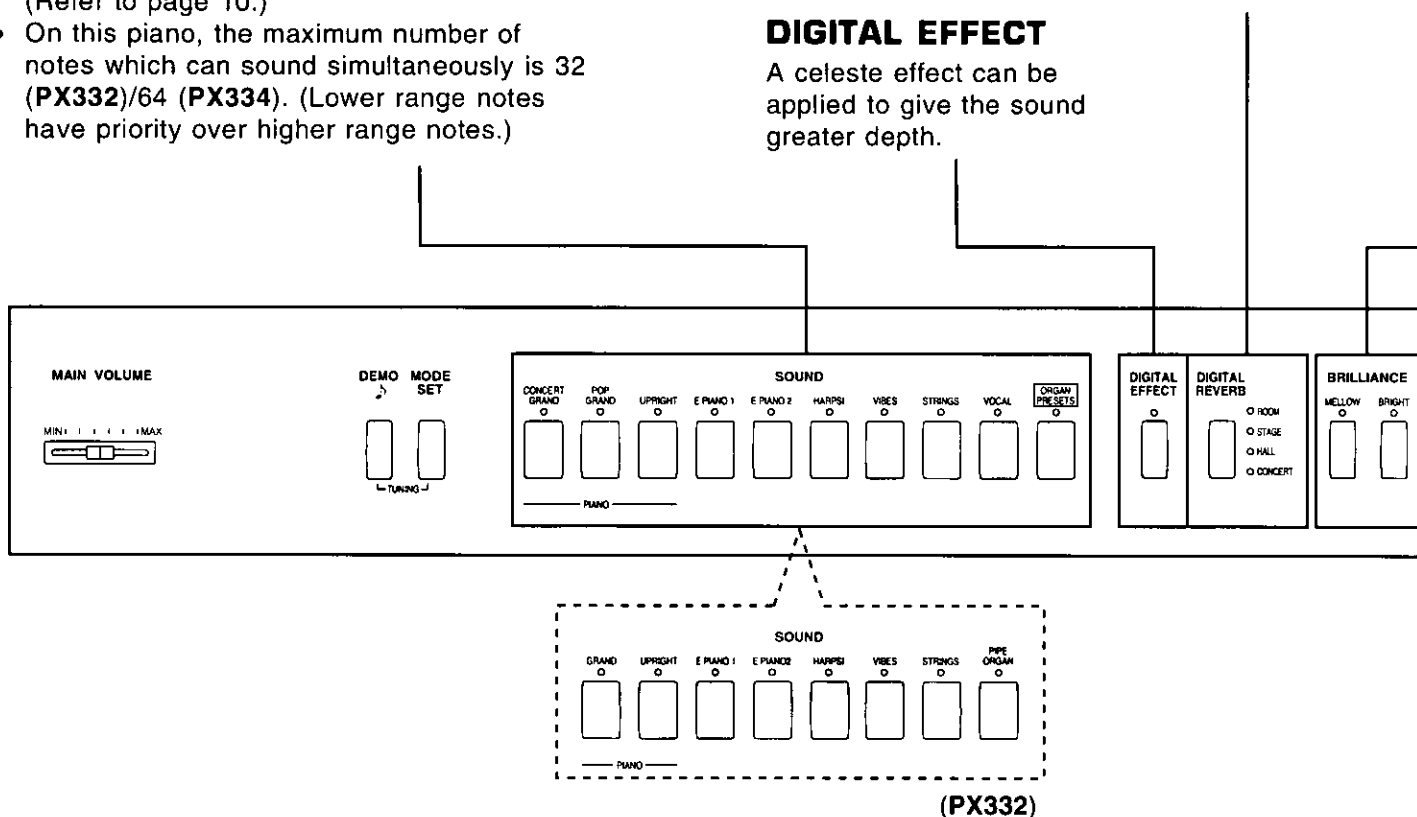 (Refer to page 10.)
• On this piano, the maximum number of
notes which can sound simultaneously is 32
(PX332)/64 (PX334). (Lower range notes
have priority over higher range notes.)
DIGITAL EFFECT
A celeste effect can be
applied to give the sound
greater depth.
MAIN VOLUME
MIN MAX
DEMO MODE
SET
TUNING
SOUND
CONCERT
GRAND
POP
GRAND
UPRIGHT
E PIANO 1
E PIANO 2
HARPSI
VIBES
STRINGS
VOCAL
ORGAN
PRESETS
PIANO
DIGITAL
EFFECT
DIGITAL
REVERB
ROOM
STAGE
HALL
CONCERT
BRILLIANCE
MELLOW BRIGHT
SOUND
GRAND
UPRIGHT
E PIANO 1
E PIANO2
HARPSI
VIBES
STRINGS
PIPE
ORGAN
PIANO
(PX332)